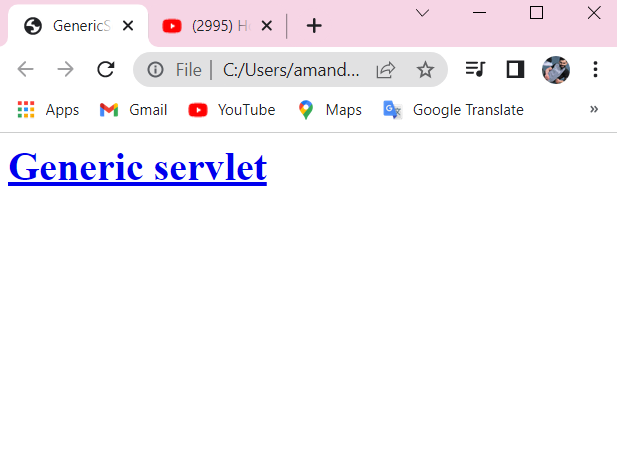 GenericS
(2995) H
File | C:/Users/amand...
Apps Gmail YouTube Maps Google Translate »
Generic servlet